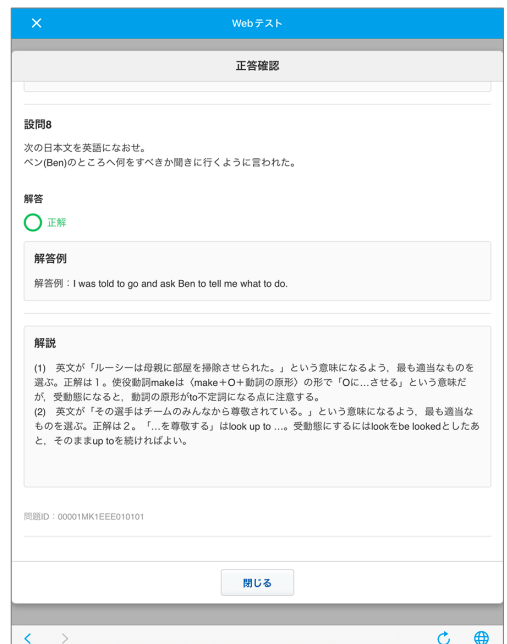 Webテスト
正答確認
設問8
次の日本文を英語になおせ。
ベン(Ben)のところへ何をすべきか聞きに行くように言われた。
解答
正解
解答例
解答例：I was told to go and ask Ben to tell me what to do.
解説
(1)　英文が「ルーシーは母親に部屋を掃除させられた。」という意味になるよう，最も適当なものを
選ぶ。正解は１。使役動詞makeは〈make＋O＋動詞の原形〉の形で「Oに…させる」という意味だ
が，受動態になると，動詞の原形がto不定詞になる点に注意する。
(2)　英文が「その選手はチームのみんなから尊敬されている。」という意味になるよう，最も適当な
ものを選ぶ。正解は２。「…を尊敬する」はlook up to …。受動態にするにはlookをbe lookedとしたあ
と，そのままup toを続ければよい。
問題ID：00001MK1EEE010101
閉じる